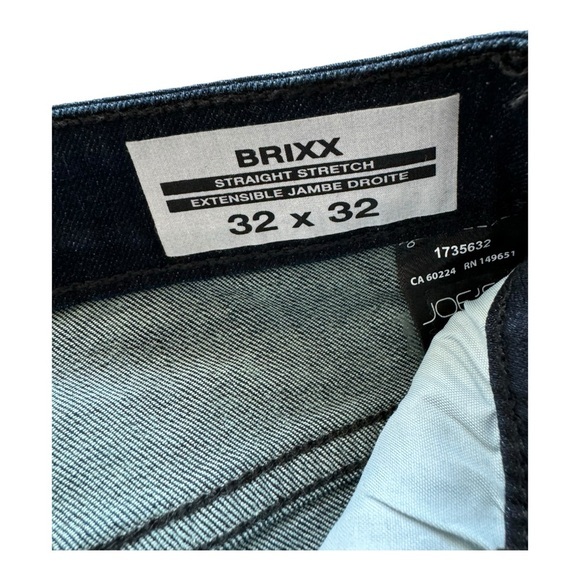 BRIXX
STRAIGHT STRETCH
EXTENSIBLE JAMBE DROITE
32 x 32
1735632
CA 60224 RN 149651